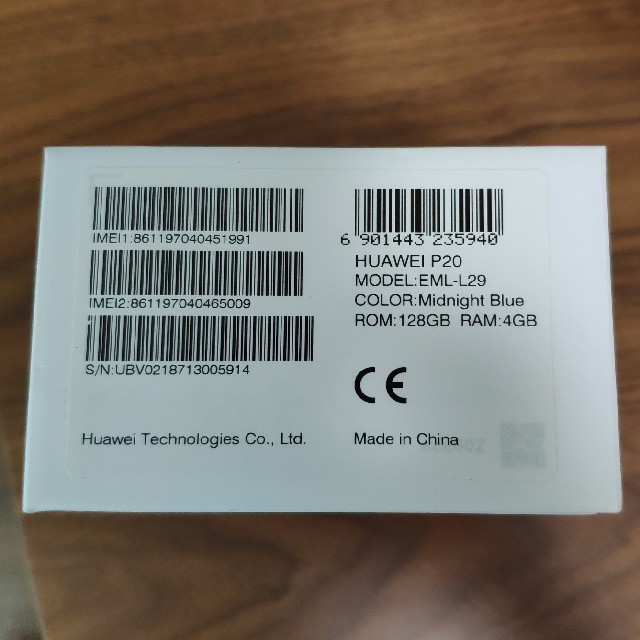 IMEI1:861197040451991
IMEI2:861197040465009
S/N:UBV0218713005914
Huawei Technologies Co., Ltd.
6 901443 235940
HUAWEI P20
MODEL:EML-L29
COLOR:Midnight Blue
ROM:128GB RAM:4GB
CE
Made in China